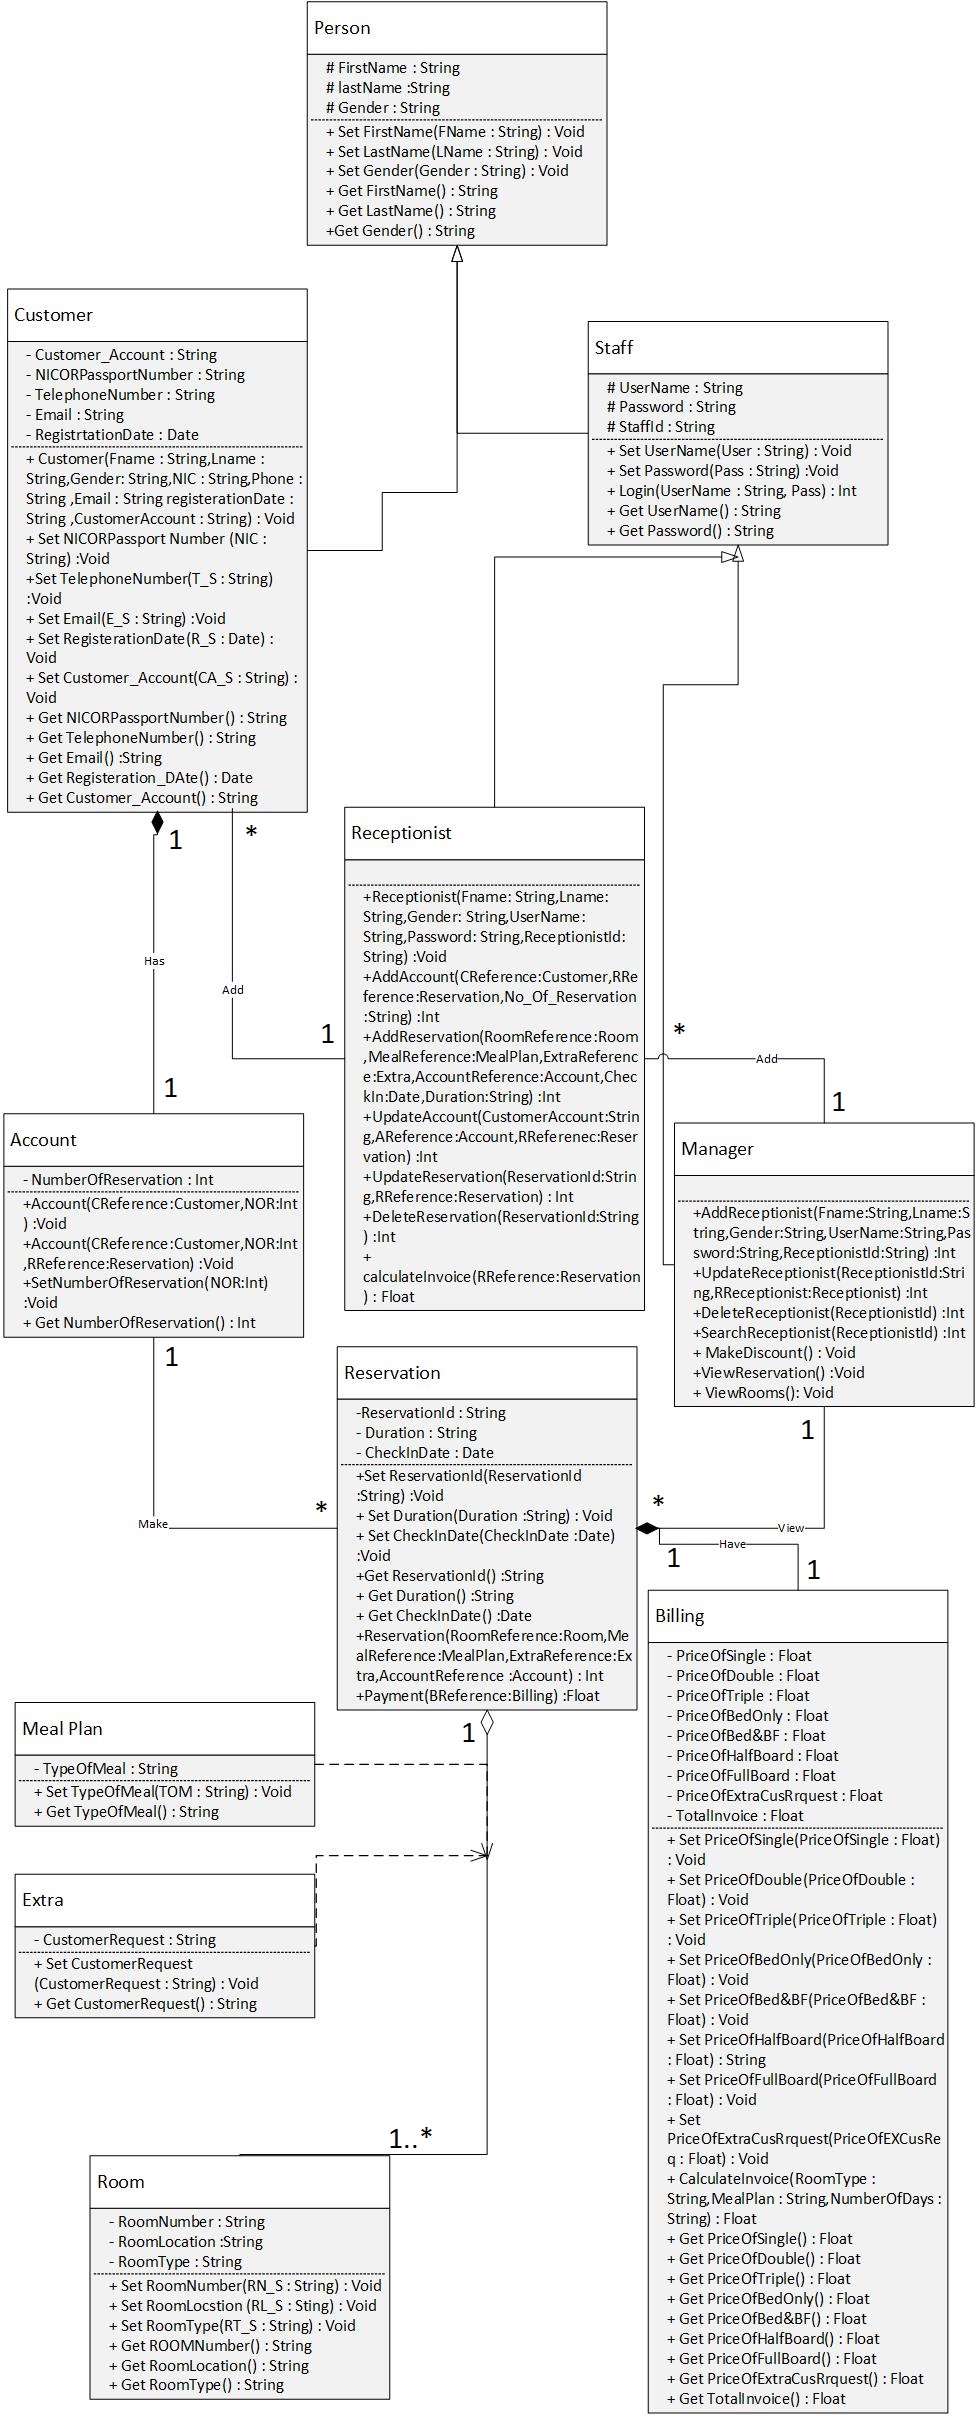 Person
# FirstName : String
# lastName :String
# Gender : String
+ Set FirstName(FName : String) : Void
+ Set LastName(LName : String) : Void
+ Set Gender(Gender : String) : Void
+ Get FirstName() : String
+ Get LastName() : String
+Get Gender() : String
Customer
- Customer_Account : String
- NICORPassportNumber : String
- TelephoneNumber : String
- Email : String
- RegistrtationDate : Date
+ Customer(Fname : String,Lname :
String,Gender: String,NIC : String,Phone :
String ,Email : String registerationDate :
String ,CustomerAccount : String) : Void
+ Set NICORPassport Number (NIC :
String) :Void
+Set TelephoneNumber(T_S : String)
:Void
+ Set Email(E_S : String) :Void
+ Set RegisterationDate(R_S : Date) :
Void
+ Set Customer_Account(CA_S : String) :
Void
+ Get NICORPassportNumber() : String
+ Get TelephoneNumber() : String
+ Get Email() :String
+ Get Registeration_DAte() : Date
+ Get Customer_Account() : String
Staff
# UserName : String
# Password : String
# StaffId : String
+ Set UserName(User : String) : Void
+ Set Password(Pass : String) :Void
+ Login(UserName : String, Pass) : Int
+ Get UserName() : String
+ Get Password() : String
1
*
Has
Add
1
1
Receptionist
+Receptionist(Fname: String,Lname:
String,Gender: String,UserName:
String,Password: String,ReceptionistId:
String) :Void
+AddAccount(CReference:Customer,RRe
ference:Reservation,No_Of_Reservation
:String) :Int
+AddReservation(RoomReference:Room
,MealReference:MealPlan,ExtraReferenc
e:Extra,AccountReference:Account,Chec
kIn:Date,Duration:String) :Int
+UpdateAccount(CustomerAccount:Strin
g,AReference:Account,RReferenec:Reser
vation) :Int
+UpdateReservation(ReservationId:Strin
g,RReference:Reservation) : Int
+DeleteReservation(ReservationId:String
) :Int
+
calculateInvoice(RReference:Reservation
) : Float
*
Add
1
Account
- NumberOfReservation : Int
+Account(CReference:Customer,NOR:Int
) :Void
+Account(CReference:Customer,NOR:Int
,RReference:Reservation) : Void
+SetNumberOfReservation(NOR:Int)
:Void
+ Get NumberOfReservation() : Int
Manager
+AddReceptionist(Fname:String,Lname:S
tring,Gender:String,UserName:String,Pas
sword:String,ReceptionistId:String) :Int
+UpdateReceptionist(ReceptionistId:Stri
ng,RReceptionist:Receptionist) :Int
+DeleteReceptionist(ReceptionistId) :Int
+SearchReceptionist(ReceptionistId) :Int
+ MakeDiscount() : Void
+ViewReservation() :Void
+ ViewRooms(): Void
1
Make
*
Reservation
-ReservationId : String
- Duration : String
- CheckInDate : Date
+Set ReservationId(ReservationId
:String) :Void
+ Set Duration(Duration :String) : Void
+ Set CheckInDate(CheckInDate :Date)
:Void
+Get ReservationId() :String
+ Get Duration() :String
+ Get CheckInDate() :Date
+Reservation(RoomReference:Room,Me
alReference:MealPlan,ExtraReference:Ex
tra,AccountReference :Account) : Int
+Payment(BReference:Billing) :Float
1
*
View
1
Have
1
Billing
- PriceOfSingle : Float
- PriceOfDouble : Float
- PriceOfTriple : Float
- PriceOfBedOnly : Float
- PriceOfBed&BF : Float
- PriceOfHalfBoard : Float
- PriceOfFullBoard : Float
- PriceOfExtraCusRrquest : Float
- TotalInvoice : Float
+ Set PriceOfSingle(PriceOfSingle : Float)
: Void
+ Set PriceOfDouble(PriceOfDouble :
Float) : Void
+ Set PriceOfTriple(PriceOfTriple : Float)
: Void
+ Set PriceOfBedOnly(PriceOfBedOnly :
Float) : Void
+ Set PriceOfBed&BF(PriceOfBed&BF :
Float) : Void
+ Set PriceOfHalfBoard(PriceOfHalfBoard
: Float) : String
+ Set PriceOfFullBoard(PriceOfFullBoard
: Float) : Void
+ Set
PriceOfExtraCusRrquest(PriceOfEXCusRe
q : Float) : Void
+ CalculateInvoice(RoomType :
String,MealPlan : String,NumberOfDays :
String) : Float
+ Get PriceOfSingle() : Float
+ Get PriceOfDouble() : Float
+ Get PriceOfTriple() : Float
+ Get PriceOfBedOnly() : Float
+ Get PriceOfBed&BF() : Float
+ Get PriceOfHalfBoard() : Float
+ Get PriceOfFullBoard() : Float
+ Get PriceOfExtraCusRrquest() : Float
+ Get TotalInvoice() : Float
1
Meal Plan
- TypeOfMeal : String
+ Set TypeOfMeal(TOM : String) : Void
+ Get TypeOfMeal() : String
Extra
- CustomerRequest : String
+ Set CustomerRequest
(CustomerRequest : String) : Void
+ Get CustomerRequest() : String
1..*
Room
- RoomNumber : String
- RoomLocation :String
- RoomType : String
+ Set RoomNumber(RN_S : String) : Void
+ Set RoomLocstion (RL_S : Sting) : Void
+ Set RoomType(RT_S : String) : Void
+ Get ROOMNumber() : String
+ Get RoomLocation() : String
+ Get RoomType() : String